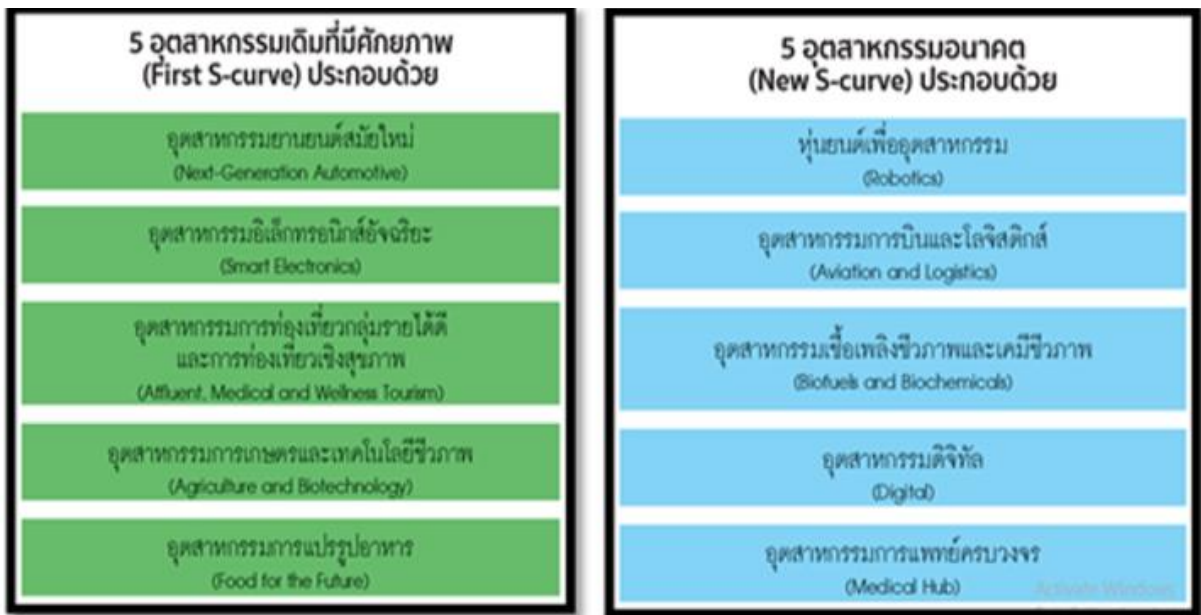 5 อุตสาหกรรมเดิมที่มีศักยภาพ
(First S-curve) ประกอบด้วย
อุตสาหกรรมยานยนต์สมัยใหม่
(Next-Generation Automotive)
อุตสาหกรรมอิเล็กทรอนิกส์อัจฉริยะ
(Smart Electronics)
อุตสาหกรรมการท่องเที่ยวกลุ่มรายได้ดี
และการท่องเที่ยวเชิงสุขภาพ
(Affluent, Medical and Wellness Tourism)
อุตสาหกรรมการเกษตรและเทคโนโลยีชีวภาพ
(Agriculture and Biotechnology)
อุตสาหกรรมการแปรรูปอาหาร
(Food for the Future)
5 อุตสาหกรรมอนาคต
(New S-curve) ประกอบด้วย
หุ่นยนต์เพื่ออุตสาหกรรม
(Robotics)
อุตสาหกรรมการบินและโลจิสติกส์
(Aviation and Logistics)
อุตสาหกรรมเชื้อเพลิงชีวภาพและเคมีชีวภาพ
(Biofuels and Biochemicals)
อุตสาหกรรมดิจิทัล
(Digital)
อุตสาหกรรมการแพทย์ครบวงจร
(Medical Hub)
Activate Windows